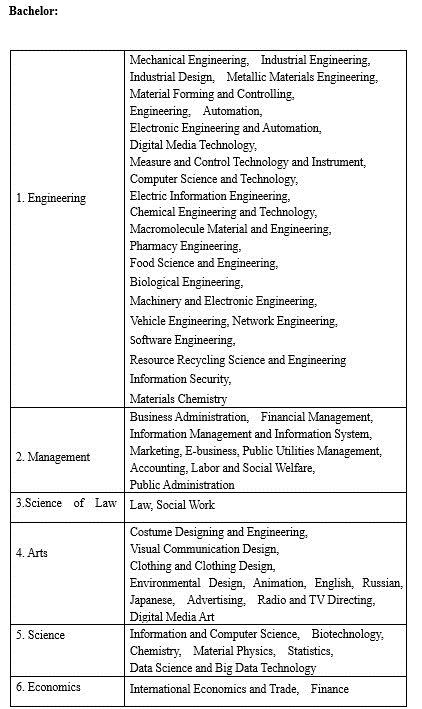 Bachelor:
1. Engineering
Mechanical Engineering, Industrial Engineering,
Industrial Design, Metallic Materials Engineering,
Material Forming and Controlling,
Engineering, Automation,
Electronic Engineering and Automation,
Digital Media Technology,
Measure and Control Technology and Instrument,
Computer Science and Technology,
Electric Information Engineering,
Chemical Engineering and Technology,
Macromolecule Material and Engineering,
Pharmacy Engineering,
Food Science and Engineering,
Biological Engineering,
Machinery and Electronic Engineering,
Vehicle Engineering, Network Engineering,
Software Engineering,
Resource Recycling Science and Engineering
Information Security,
Materials Chemistry
2. Management
Business Administration, Financial Management,
Information Management and Information System,
Marketing, E-business, Public Utilities Management,
Accounting, Labor and Social Welfare,
Public Administration
3.Science of Law
Law, Social Work
4. Arts
Costume Designing and Engineering,
Visual Communication Design,
Clothing and Clothing Design,
Environmental Design, Animation, English, Russian,
Japanese, Advertising, Radio and TV Directing,
Digital Media Art
5. Science
Information and Computer Science, Biotechnology,
Chemistry, Material Physics, Statistics,
Data Science and Big Data Technology
6. Economics
International Economics and Trade, Finance